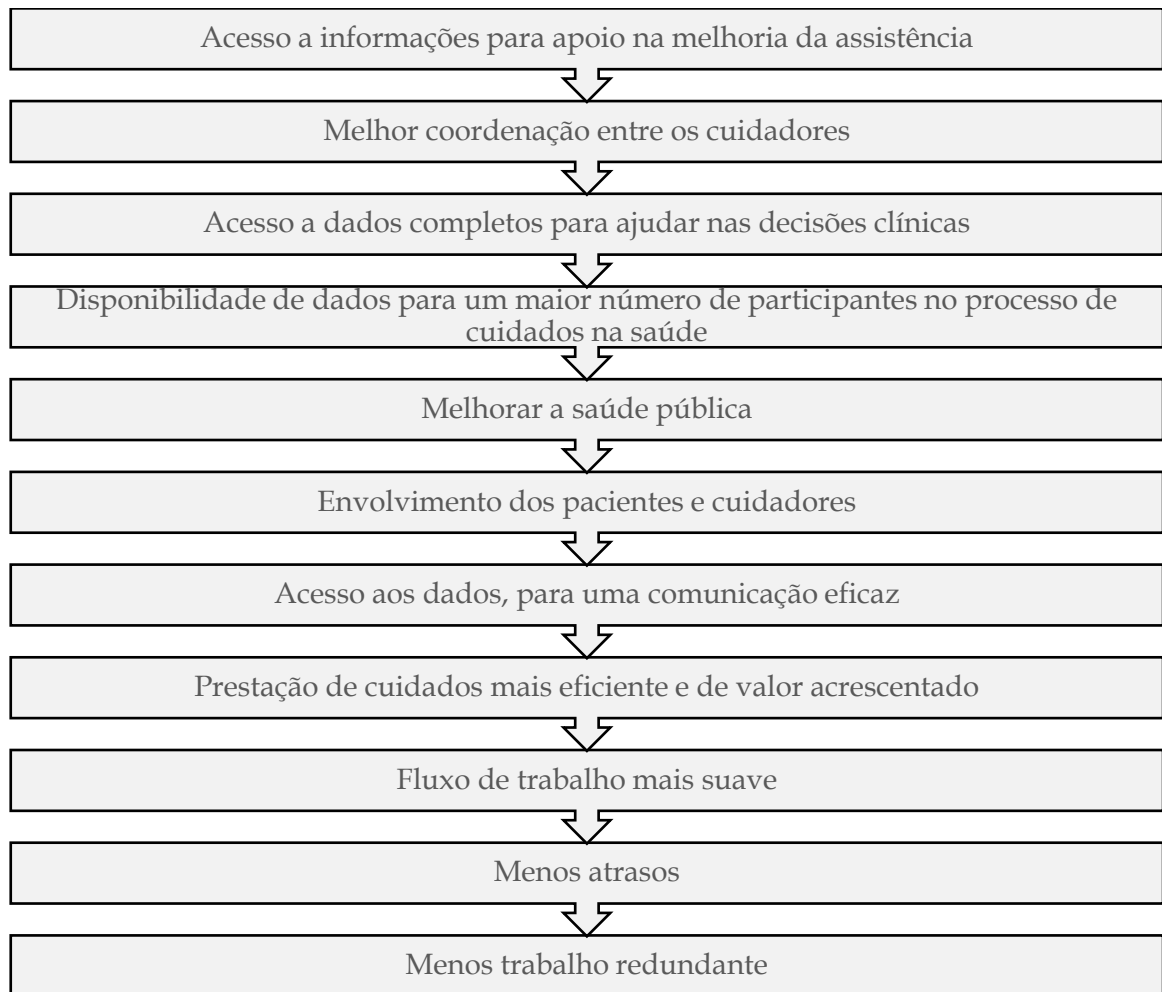 Acesso a informações para apoio na melhoria da assistência
Melhor coordenação entre os cuidadores
Acesso a dados completos para ajudar nas decisões clínicas
Disponibilidade de dados para um maior número de participantes no processo de
cuidados na saúde
Melhorar a saúde pública
Envolvimento dos pacientes e cuidadores
Acesso aos dados, para uma comunicação eficaz
Prestação de cuidados mais eficiente e de valor acrescentado
Fluxo de trabalho mais suave
Menos atrasos
Menos trabalho redundante